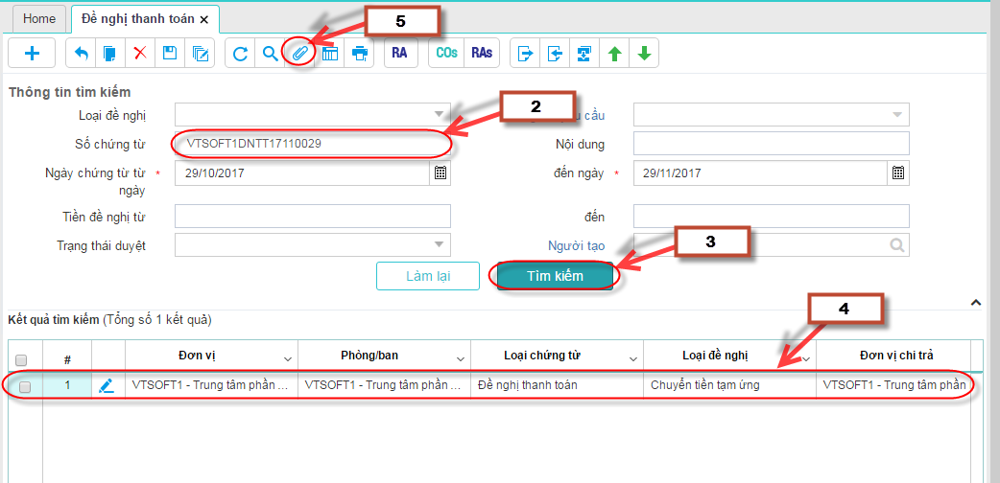 Home Đề nghị thanh toán ×
5
RA COs RAs
Thông tin tìm kiếm
2
Loại đề nghị cầu
Số chứng từ VTSOFT1DNTT17110029 Nội dung
Ngày chứng từ từ ngày * 29/10/2017 đến ngày * 29/11/2017
Tiền đề nghị từ đến
3
Trạng thái duyệt Người tạo
Làm lại Tìm kiếm
4
Kết quả tìm kiếm (Tổng số 1 kết quả)
# Đơn vị Phòng/ban Loại chứng từ Loại đề nghị Đơn vị chi trả
1 VTSOFT1 - Trung tâm phần ... VTSOFT1 - Trung tâm phần ... Đề nghị thanh toán Chuyển tiền tạm ứng VTSOFT1 - Trung tâm phần